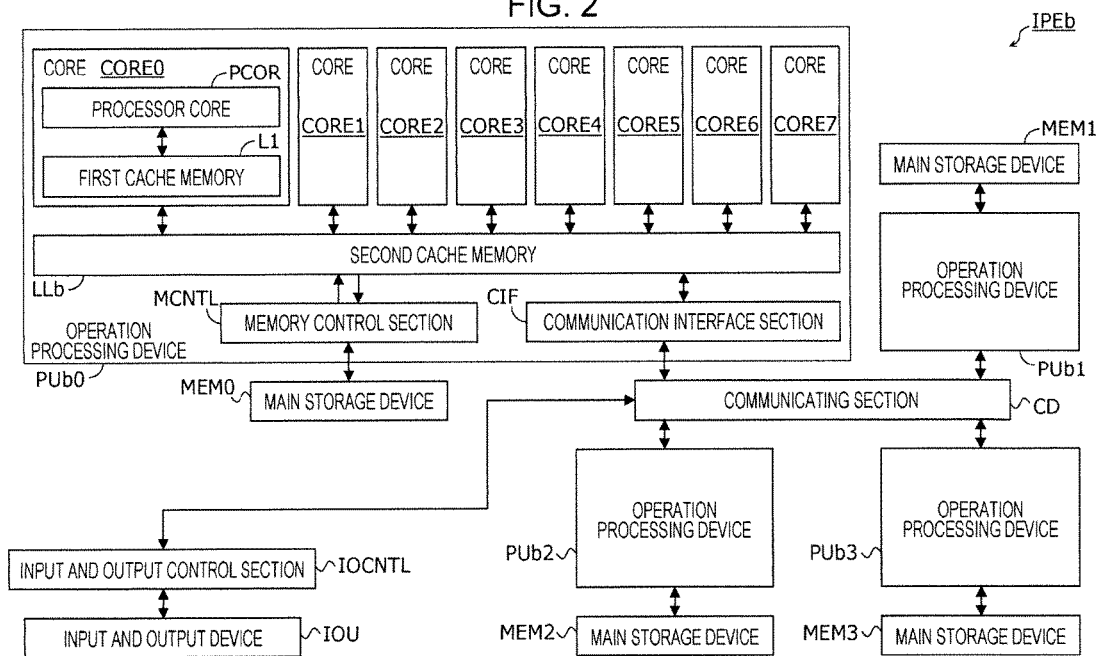 FIG. 2
IPEb
CORE CORE0
PCOR
PROCESSOR CORE
L1
FIRST CACHE MEMORY
CORE
CORE1
CORE
CORE2
CORE
CORE3
CORE
CORE4
CORE
CORE5
CORE
CORE6
CORE
CORE7
MEM1
MAIN STORAGE DEVICE
OPERATION
PROCESSING DEVICE
PUb1
SECOND CACHE MEMORY
LLb
MCNTL
MEMORY CONTROL SECTION
CIF
COMMUNICATION INTERFACE SECTION
OPERATION
PROCESSING DEVICE
PUb0
MEM0
MAIN STORAGE DEVICE
COMMUNICATING SECTION
CD
OPERATION
PROCESSING DEVICE
PUb2
OPERATION
PROCESSING DEVICE
PUb3
INPUT AND OUTPUT CONTROL SECTION
IOCNTL
INPUT AND OUTPUT DEVICE
IOU
MEM2
MAIN STORAGE DEVICE
MEM3
MAIN STORAGE DEVICE